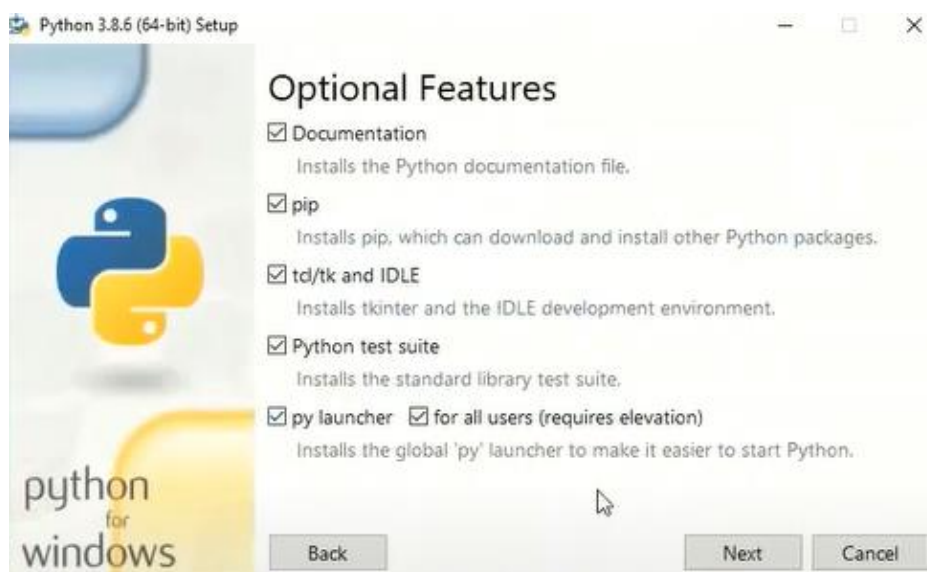 Python 3.8.6 (64-bit) Setup
Optional Features
Documentation
Installs the Python documentation file.
pip
Installs pip, which can download and install other Python packages.
tcl/tk and IDLE
Installs tkinter and the IDLE development environment.
Python test suite
Installs the standard library test suite.
py launcher for all users (requires elevation)
Installs the global 'py' launcher to make it easier to start Python.
python
for
windows
Back Next Cancel